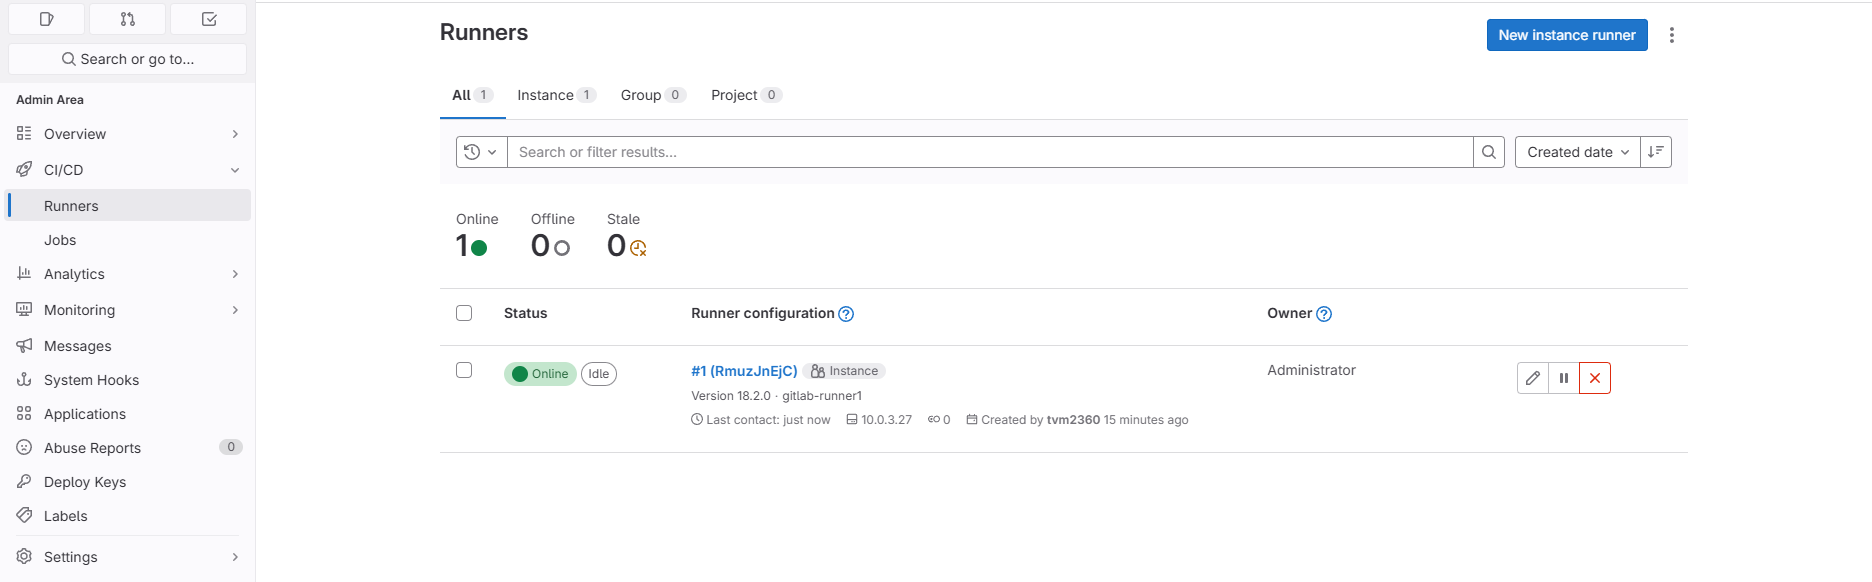 Search or go to...
Admin Area
Overview
CI/CD
Runners
Jobs
Analytics
Monitoring
Messages
System Hooks
Applications
Abuse Reports 0
Deploy Keys
Labels
Settings
Runners
New instance runner
All 1 Instance 1 Group 0 Project 0
Search or filter results...
Created date
Online Offline Stale
1 0 0
Status Runner configuration ? Owner ?
Online Idle #1 (RmuzJnEjC) Instance Administrator
Version 18.2.0 · gitlab-runner1
Last contact: just now 10.0.3.27 0 Created by tvm2360 15 minutes ago